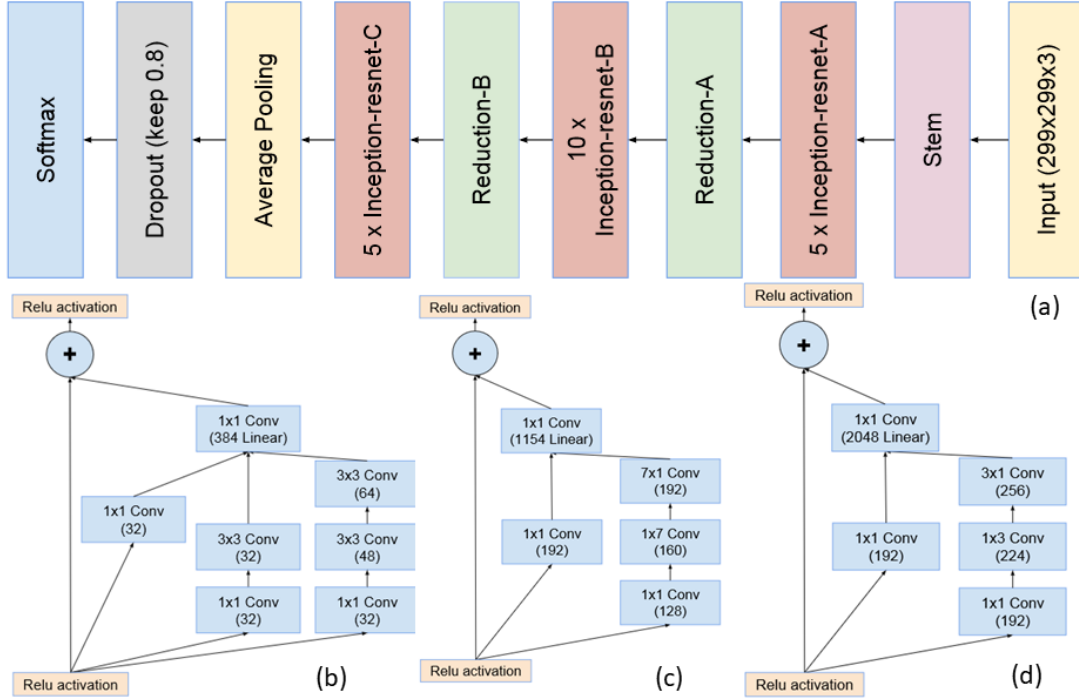 Softmax
Dropout (keep 0.8)
Average Pooling
5 x Inception-resnet-C
Reduction-B
10 x
Inception-resnet-B
Reduction-A
5 x Inception-resnet-A
Stem
Input (299x299x3)
(a)
Relu activation
+
1x1 Conv
(384 Linear)
3x3 Conv
(64)
1x1 Conv
(32)
3x3 Conv
(32)
3x3 Conv
(48)
1x1 Conv
(32)
1x1 Conv
(32)
Relu activation
(b)
Relu activation
+
1x1 Conv
(1154 Linear)
7x1 Conv
(192)
1x1 Conv
(192)
1x7 Conv
(160)
1x1 Conv
(128)
Relu activation
(c)
Relu activation
+
1x1 Conv
(2048 Linear)
3x1 Conv
(256)
1x1 Conv
(192)
1x3 Conv
(224)
1x1 Conv
(192)
Relu activation
(d)